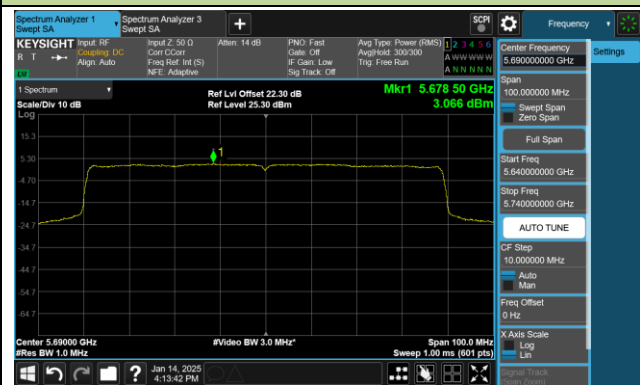 Spectrum Analyzer 1
Swept SA
Spectrum Analyzer 3
Swept SA
+
SCPI
Frequency
KEYSIGHT
R T
Input: RF
Coupling: DC
Align: Auto
Input Z: 50 Ω
Corr CCorr
Freq Ref: Int (S)
NFE: Adaptive
Atten: 14 dB
PNO: Fast
Gate: Off
IF Gain: Low
Sig Track: Off
Avg Type: Power (RMS)
Avg|Hold: 300/300
Trig: Free Run
1 2 3 4 5 6
A W W W W W
A N N N N N
1 Spectrum
Scale/Div 10 dB
Log
Ref Lvl Offset 22.30 dB
Ref Level 25.30 dBm
Mkr1 5.678 50 GHz
3.066 dBm
15.3
5.30
-4.70
-14.7
-24.7
-34.7
-44.7
-54.7
-64.7
1
Center 5.69000 GHz
#Res BW 1.0 MHz
#Video BW 3.0 MHz*
Span 100.0 MHz
Sweep 1.00 ms (601 pts)
Center Frequency
5.690000000 GHz
Settings
Span
100.000000 MHz
Swept Span
Zero Span
Full Span
Start Freq
5.640000000 GHz
Stop Freq
5.740000000 GHz
AUTO TUNE
CF Step
10.000000 MHz
Auto
Man
Freq Offset
0 Hz
X Axis Scale
Log
Lin
Signal Track
(Span Zoom)
?
Jan 14, 2025
4:13:42 PM